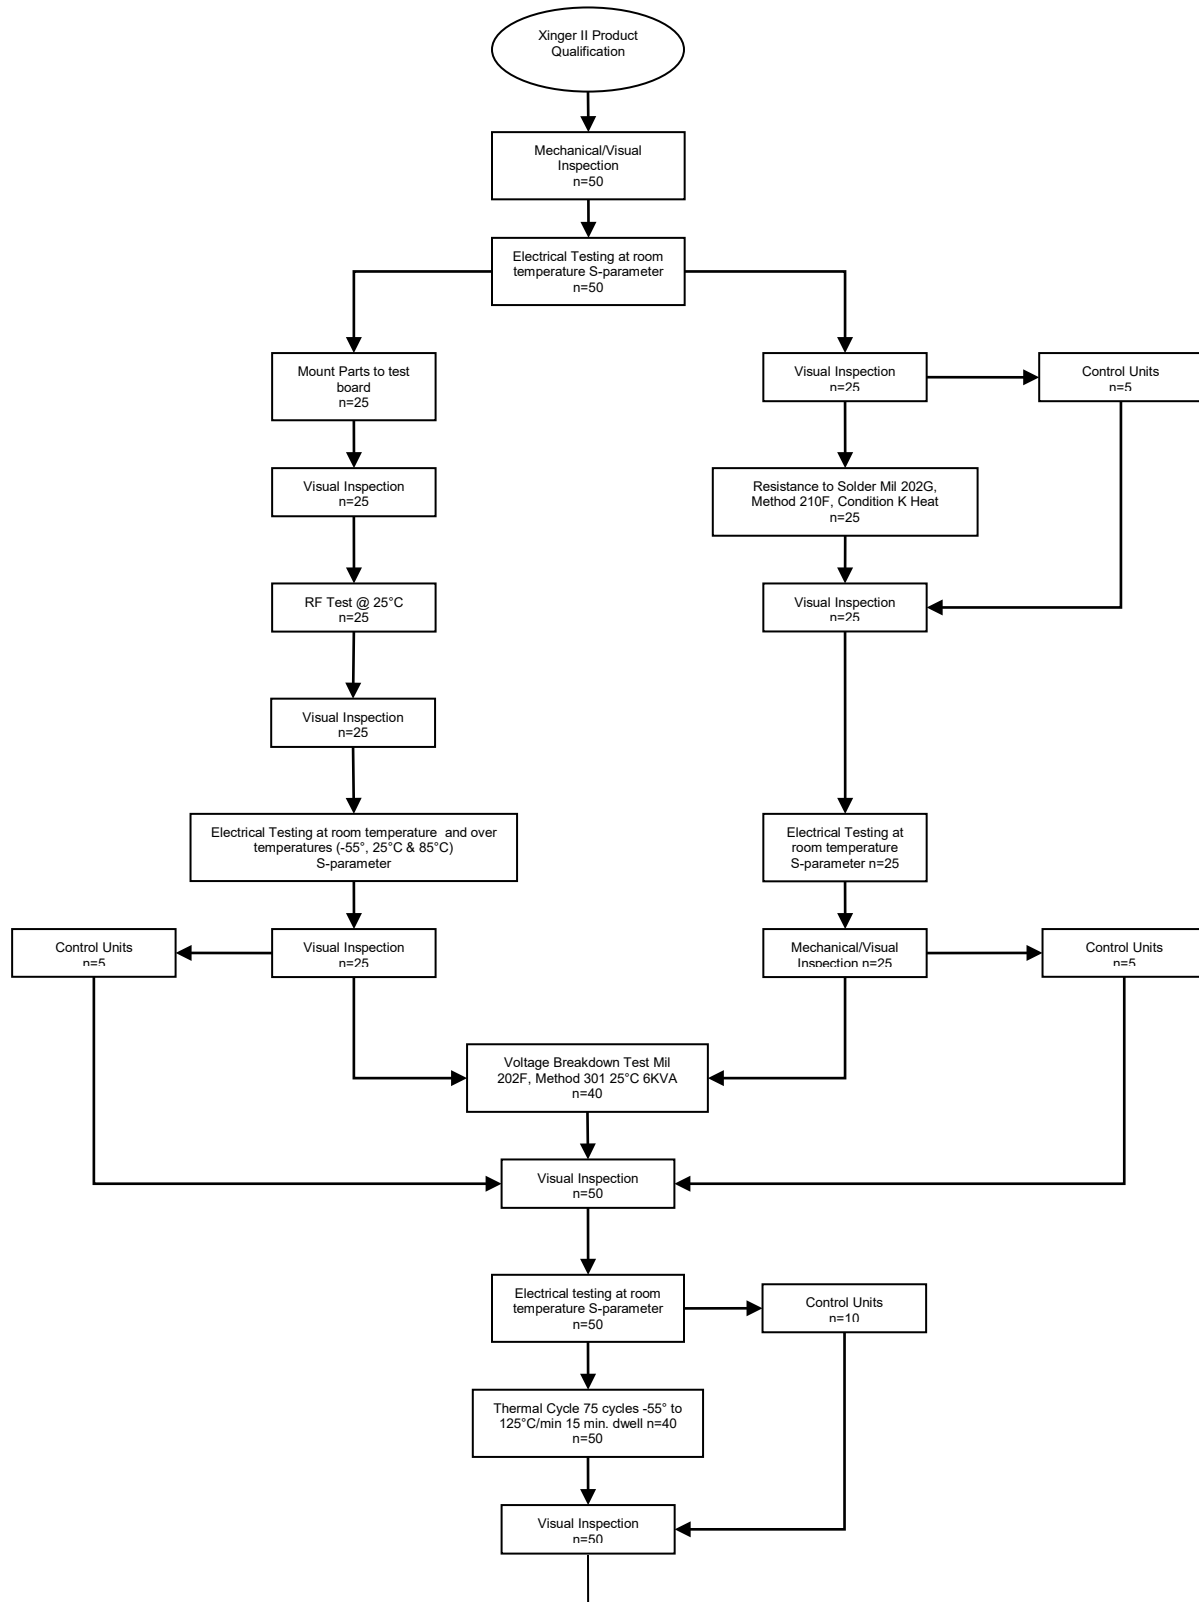 Xinger II Product
Qualification
Mechanical/Visual
Inspection
n=50
Electrical Testing at room
temperature S-parameter
n=50
Mount Parts to test
board
n=25
Visual Inspection
n=25
Control Units
n=5
Visual Inspection
n=25
Resistance to Solder Mil 202G,
Method 210F, Condition K Heat
n=25
RF Test @ 25°C
n=25
Visual Inspection
n=25
Visual Inspection
n=25
Electrical Testing at room temperature and over
temperatures (-55°, 25°C & 85°C)
S-parameter
Electrical Testing at
room temperature
S-parameter n=25
Control Units
n=5
Visual Inspection
n=25
Mechanical/Visual
Inspection n=25
Control Units
n=5
Voltage Breakdown Test Mil
202F, Method 301 25°C 6KVA
n=40
Visual Inspection
n=50
Electrical testing at room
temperature S-parameter
n=50
Control Units
n=10
Thermal Cycle 75 cycles -55° to
125°C/min 15 min. dwell n=40
n=50
Visual Inspection
n=50